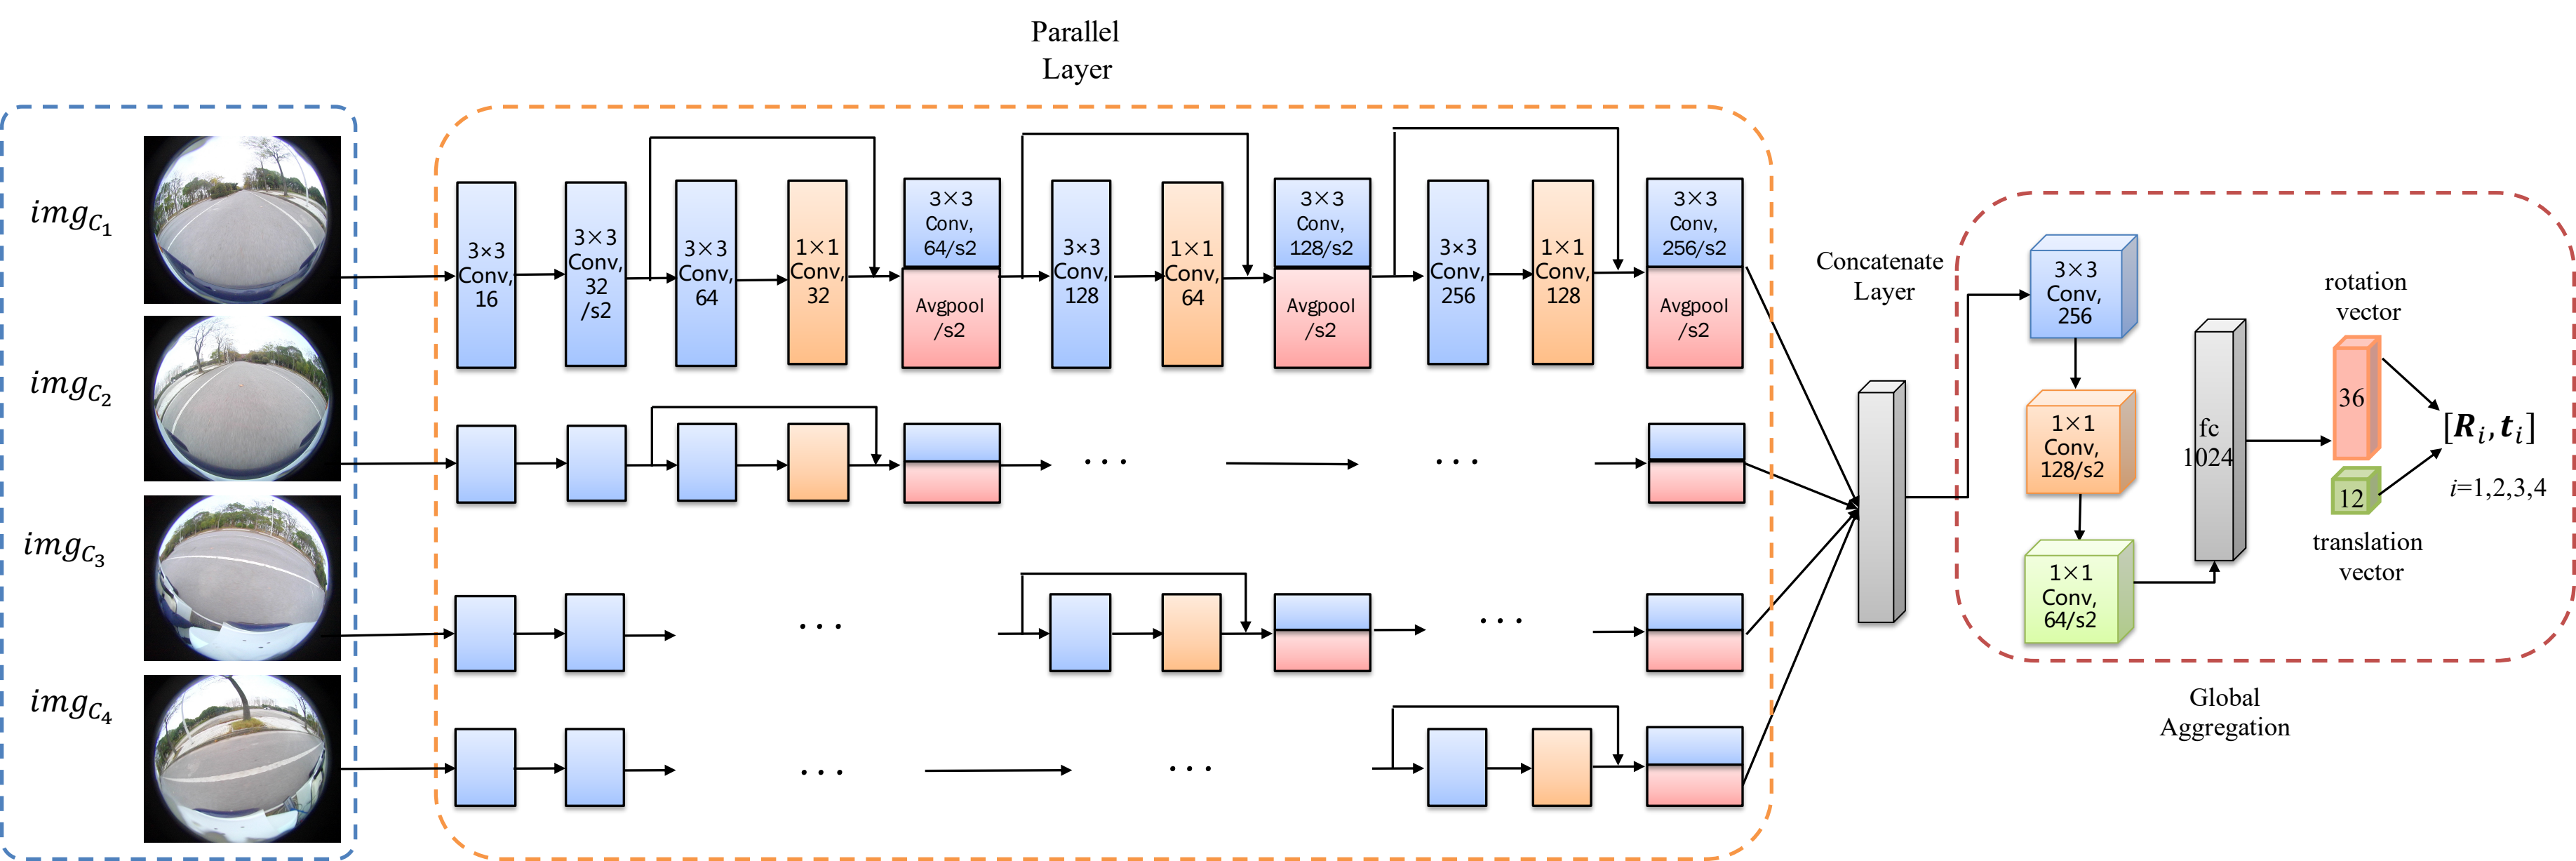 Parallel
Layer
img_{C_1}
img_{C_2}
img_{C_3}
img_{C_4}
3×3
Conv,
16
3×3
Conv,
32
/s2
3×3
Conv,
64
1×1
Conv,
32
3×3
Conv,
64/s2
Avgpool
/s2
3×3
Conv,
128
1×1
Conv,
64
3×3
Conv,
128/s2
Avgpool
/s2
3×3
Conv,
256
1×1
Conv,
128
3×3
Conv,
256/s2
Avgpool
/s2
...
...
...
...
...
...
Concatenate
Layer
3×3
Conv,
256
1×1
Conv,
128/s2
1×1
Conv,
64/s2
fc
1024
rotation
vector
36
12
translation
vector
[R_i,t_i]
i=1,2,3,4
Global
Aggregation